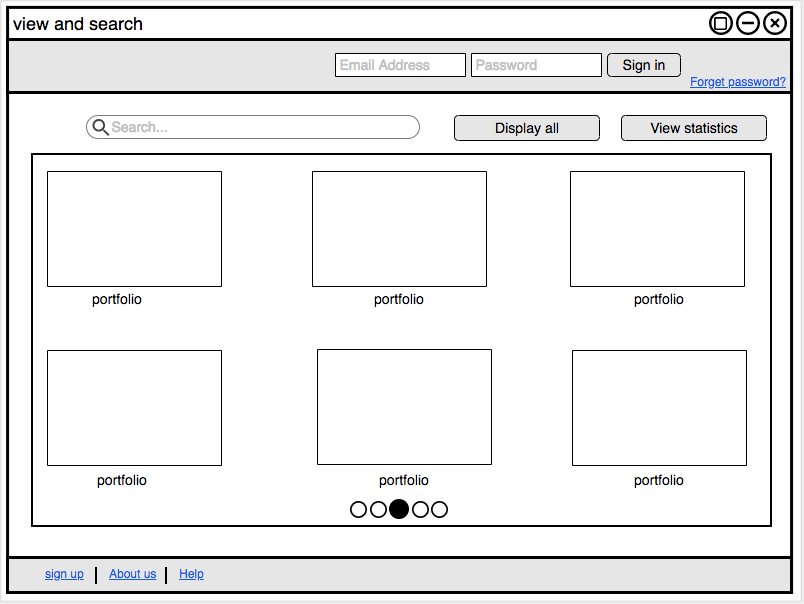 view and search
Email Address Password Sign in
Forget password?
Search... Display all View statistics
portfolio portfolio portfolio
portfolio portfolio portfolio
sign up About us Help